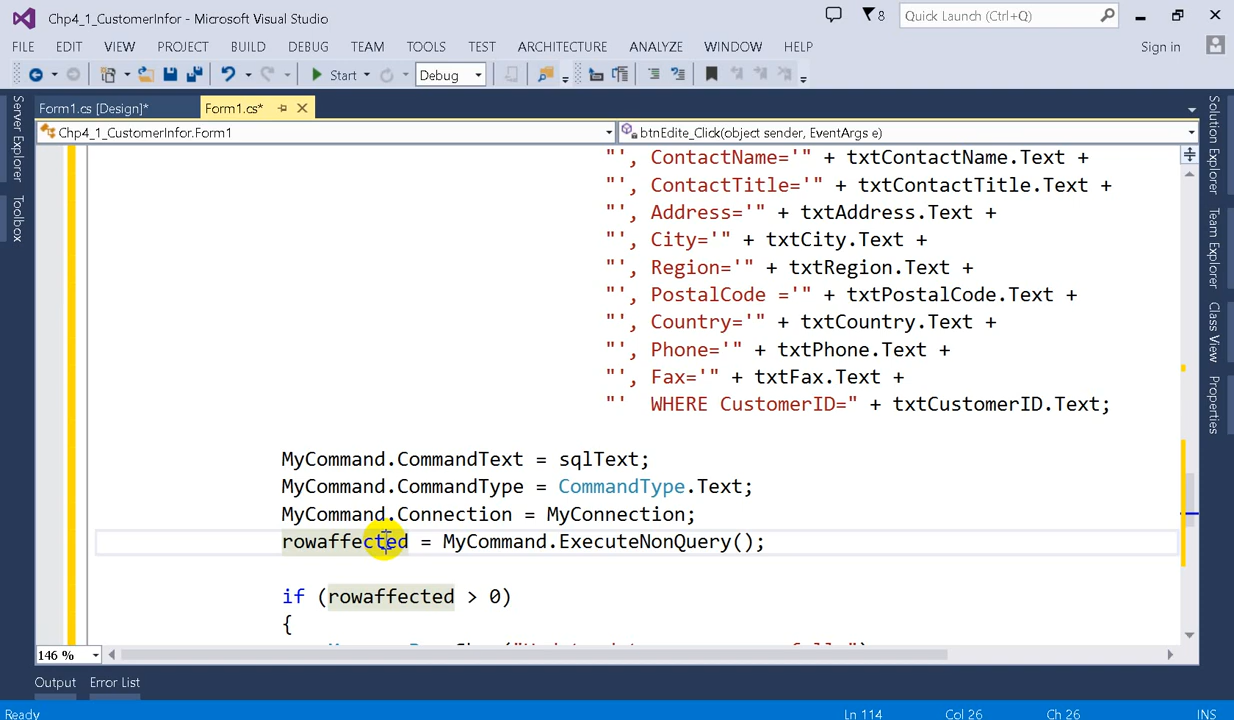 Chp4_1_CustomerInfor - Microsoft Visual Studio
8
Quick Launch (Ctrl+Q)
FILE EDIT VIEW PROJECT BUILD DEBUG TEAM TOOLS TEST ARCHITECTURE ANALYZE WINDOW HELP
Sign in
Start
Debug
Form1.cs [Design]*
Form1.cs*
Chp4_1_CustomerInfor.Form1
btnEdite_Click(object sender, EventArgs e)
Server Explorer
Toolbox
"', ContactName='" + txtContactName.Text +
"', ContactTitle='" + txtContactTitle.Text +
"', Address='" + txtAddress.Text +
"', City='" + txtCity.Text +
"', Region='" + txtRegion.Text +
"', PostalCode ='" + txtPostalCode.Text +
"', Country='" + txtCountry.Text +
"', Phone='" + txtPhone.Text +
"', Fax='" + txtFax.Text +
"'  WHERE CustomerID=" + txtCustomerID.Text;
MyCommand.CommandText = sqlText;
MyCommand.CommandType = CommandType.Text;
MyCommand.Connection = MyConnection;
rowaffected = MyCommand.ExecuteNonQuery();
if (rowaffected > 0)
{
Solution Explorer
Team Explorer
Class View
Properties
146 %
Output
Error List
Ready
Ln 114
Col 26
Ch 26
INS